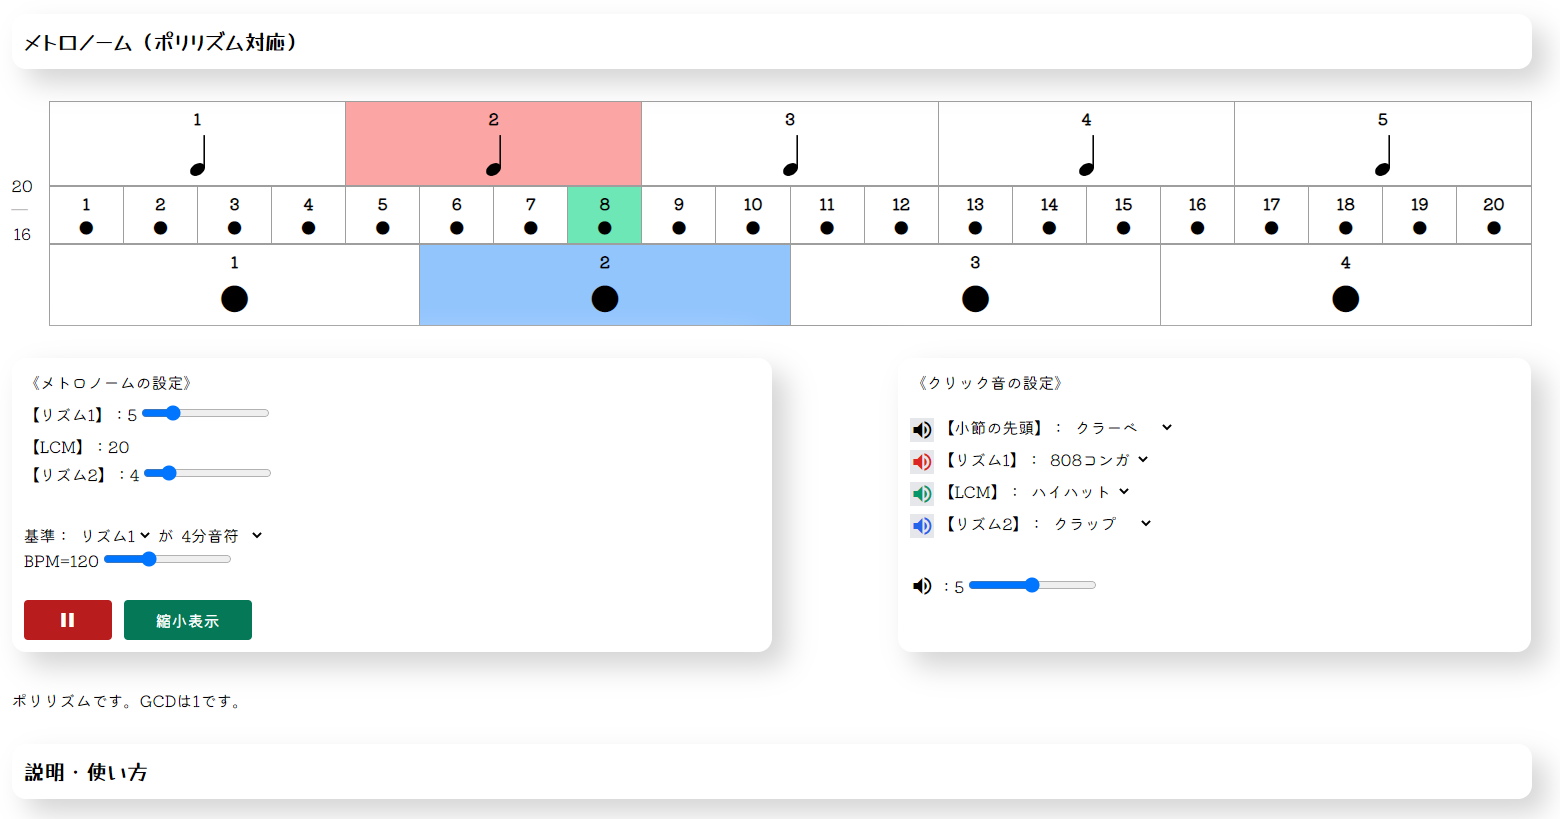 メトロノーム（ポリリズム対応）
1 2 3 4 5
20
16
1 2 3 4 5 6 7 8 9 10 11 12 13 14 15 16 17 18 19 20
1 2 3 4
《メトロノームの設定》
【リズム1】：5
【LCM】：20
【リズム2】：4
基準： リズム1 が 4分音符
BPM=120
縮小表示
《クリック音の設定》
【小節の先頭】： クラーベ
【リズム1】： 808コンガ
【LCM】： ハイハット
【リズム2】： クラップ
：5
ポリリズムです。GCDは1です。
説明・使い方